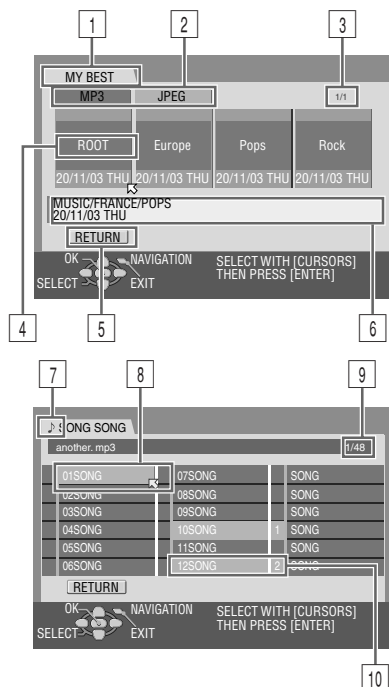 1 2 3
MY BEST
MP3 JPEG 1/1
ROOT Europe Pops Rock
20/11/03 THU 20/11/03 THU 20/11/03 THU 20/11/03 THU
MUSIC/FRANCE/POPS
20/11/03 THU
RETURN
OK NAVIGATION SELECT WITH [CURSORS]
SELECT EXIT THEN PRESS [ENTER]
4 5 6
7 8 9
♪ SONG SONG
another. mp3 1/48
01SONG 07SONG SONG
02SONG 08SONG SONG
03SONG 09SONG SONG
04SONG 10SONG 1 SONG
05SONG 11SONG SONG
06SONG 12SONG 2 SONG
RETURN
OK NAVIGATION SELECT WITH [CURSORS]
SELECT EXIT THEN PRESS [ENTER]
10